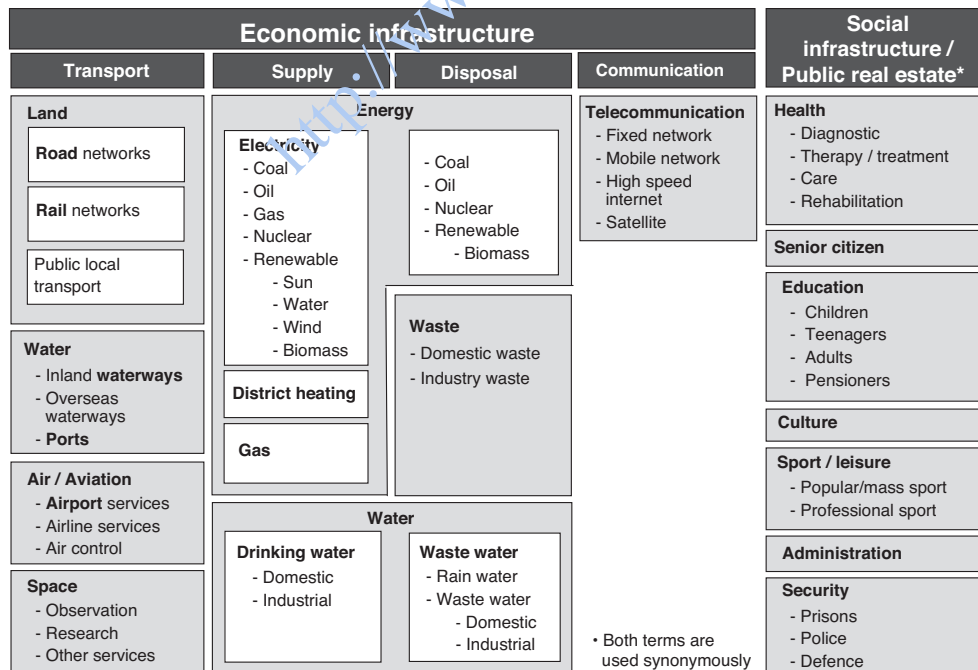 Economic infrastructure
Social
infrastructure /
Public real estate*
Transport
Supply
Disposal
Communication
Land
Road networks
Rail networks
Public local
transport
Water
- Inland waterways
- Overseas
waterways
- Ports
Air / Aviation
- Airport services
- Airline services
- Air control
Space
- Observation
- Research
- Other services
Energy
Electricity
- Coal
- Oil
- Gas
- Nuclear
- Renewable
- Sun
- Water
- Wind
- Biomass
District heating
Gas
- Coal
- Oil
- Nuclear
- Renewable
- Biomass
Waste
- Domestic waste
- Industry waste
Water
Drinking water
- Domestic
- Industrial
Waste water
- Rain water
- Waste water
- Domestic
- Industrial
Telecommunication
- Fixed network
- Mobile network
- High speed
internet
- Satellite
• Both terms are
used synonymously
Health
- Diagnostic
- Therapy / treatment
- Care
- Rehabilitation
Senior citizen
Education
- Children
- Teenagers
- Adults
- Pensioners
Culture
Sport / leisure
- Popular/mass sport
- Professional sport
Administration
Security
- Prisons
- Police
- Defence
http://ww